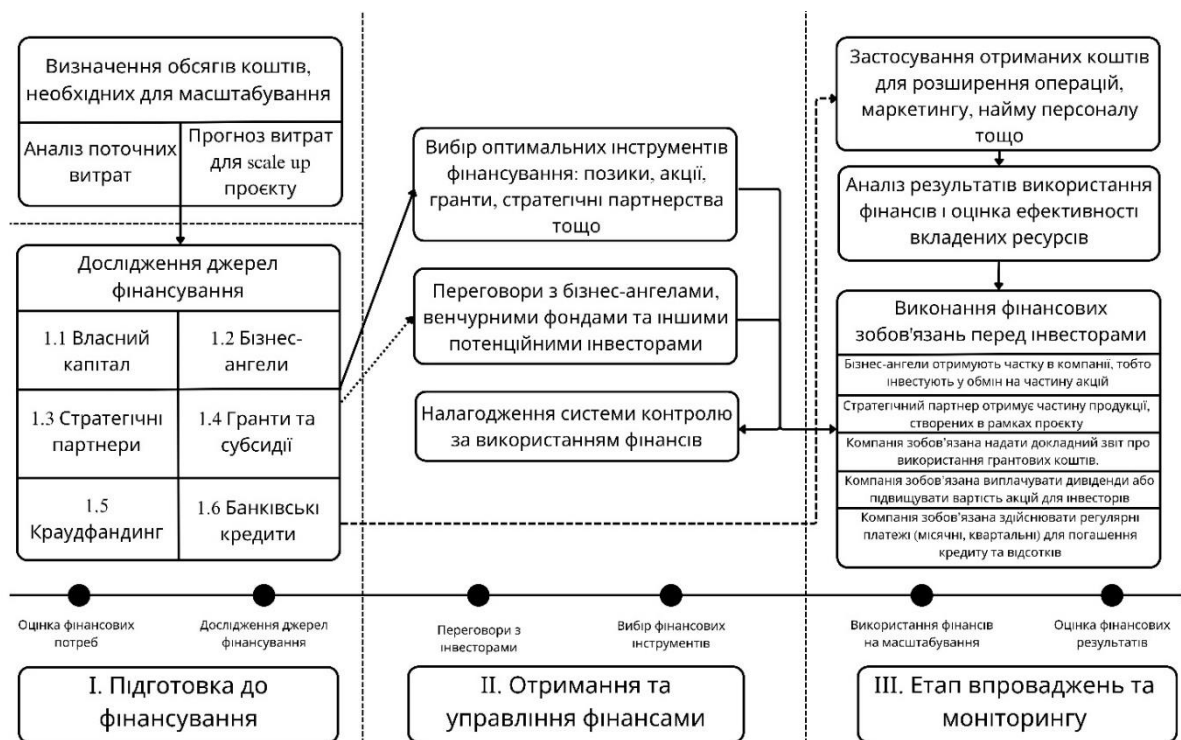 Визначення обсягів коштів,
необхідних для масштабування
Аналіз поточних
витрат
Прогноз витрат
для scale up
проєкту
Дослідження джерел
фінансування
1.1 Власний
капітал
1.2 Бізнес-
ангели
1.3 Стратегічні
партнери
1.4 Гранти та
субсидії
1.5
Краудфандинг
1.6 Банківські
кредити
Вибір оптимальних інструментів
фінансування: позики, акції,
гранти, стратегічні партнерства
тощо
Переговори з бізнес-ангелами,
венчурними фондами та іншими
потенційними інвесторами
Налагодження системи контролю
за використанням фінансів
Застосування отриманих коштів
для розширення операцій,
маркетингу, найму персоналу
тощо
Аналіз результатів використання
фінансів і оцінка ефективності
вкладених ресурсів
Виконання фінансових
зобов'язань перед інвесторами
Бізнес-ангели отримують частку в компанії, тобто
інвестують у обмін на частину акцій
Стратегічний партнер отримує частину продукції,
створених в рамках проєкту
Компанія зобов'язана надати докладний звіт про
використання грантових коштів.
Компанія зобов'язана виплачувати дивіденди або
підвищувати вартість акцій для інвесторів
Компанія зобов'язана здійснювати регулярні
платежі (місячні, квартальні) для погашення
кредиту та відсотків
Оцінка фінансових
потреб
Дослідження джерел
фінансування
Переговори з
інвесторами
Вибір фінансових
інструментів
Використання фінансів
на масштабування
Оцінка фінансових
результатів
I. Підготовка до
фінансування
II. Отримання та
управління фінансами
III. Етап впроваджень та
моніторингу